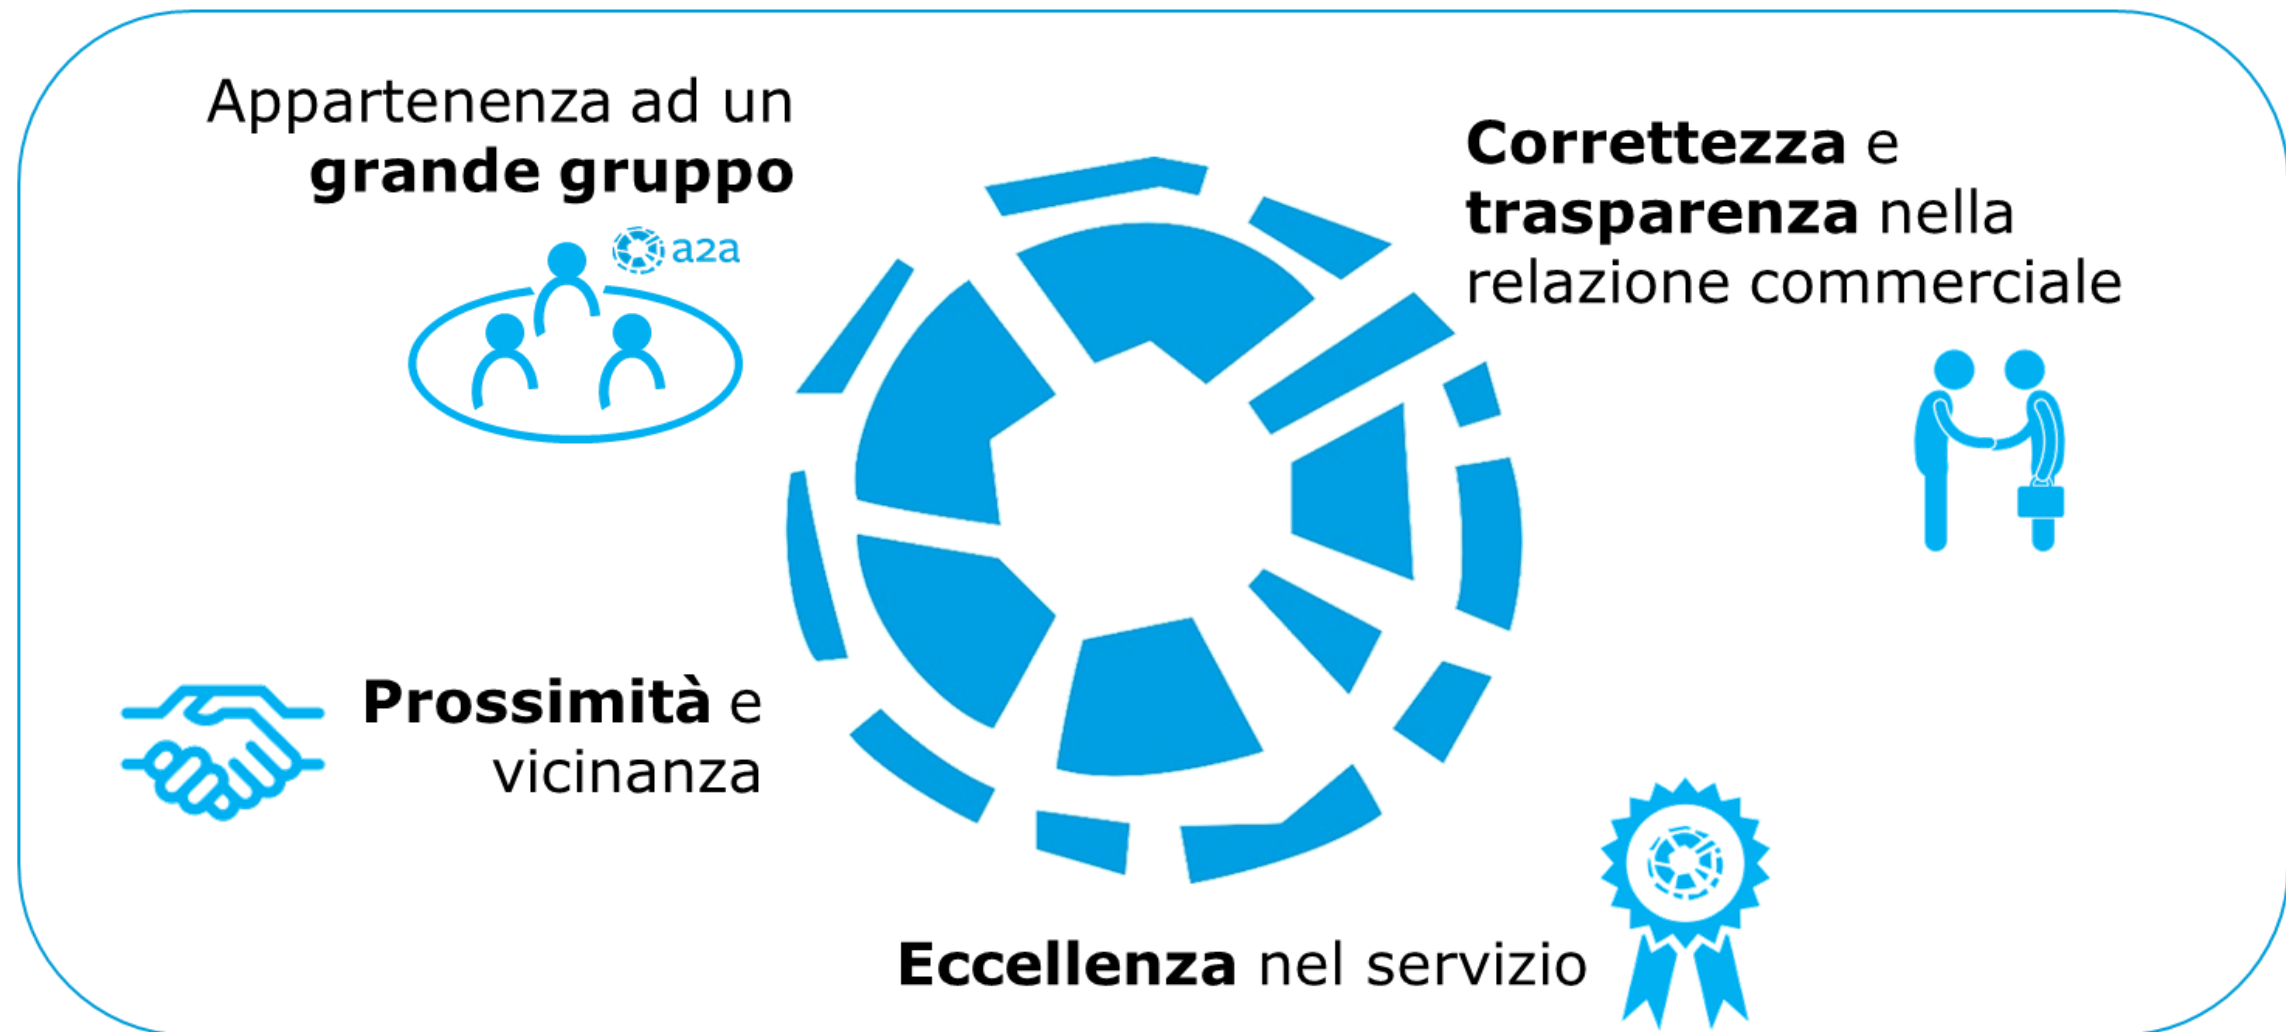 Appartenenza ad un
grande gruppo
a2a
Correttezza e
trasparenza nella
relazione commerciale
Prossimità e
vicinanza
Eccellenza nel servizio